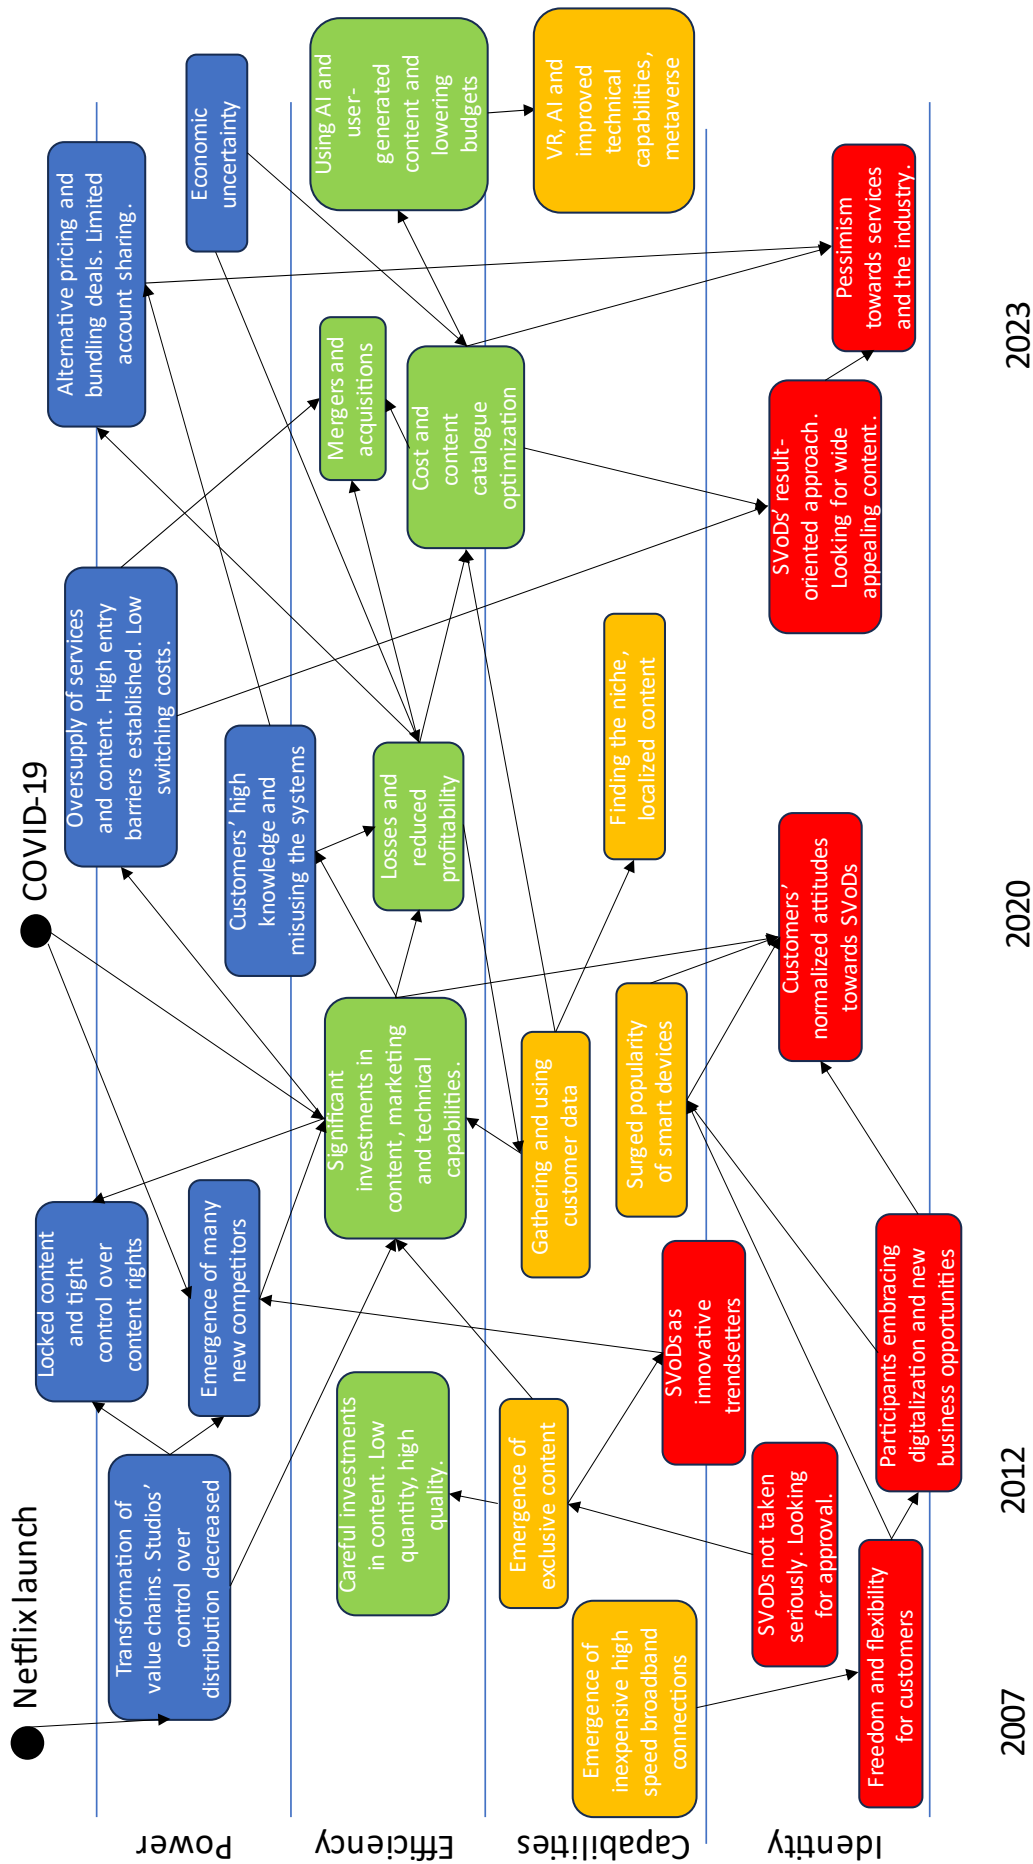 Netflix launch
COVID-19
Power
Transformation of
value chains. Studios’
control over
distribution decreased
Locked content
and tight
control over
content rights
Emergence of many
new competitors
Oversupply of services
and content. High entry
barriers established. Low
switching costs.
Customers’ high
knowledge and
misusing the systems
Alternative pricing and
bundling deals. Limited
account sharing.
Economic
uncertainty
Efficiency
Careful investments
in content. Low
quantity, high
quality.
Significant
investments in
content, marketing
and technical
capabilities.
Losses and
reduced
profitability
Mergers and
acquisitions
Cost and
content
catalogue
optimization
Using AI and
user-
generated
content and
lowering
budgets
Capabilities
Emergence of
inexpensive high
speed broadband
connections
Emergence of
exclusive content
Gathering and using
customer data
Surged popularity
of smart devices
Finding the niche,
localized content
VR, AI and
improved
technical
capabilities,
metaverse
Identity
Freedom and flexibility
for customers
SVoDs not taken
seriously. Looking
for approval.
SVoDs as
innovative
trendsetters
Participants embracing
digitalization and new
business opportunities
Customers’
normalized attitudes
towards SVoDs
SVoDs’ result-
oriented approach.
Looking for wide
appealing content.
Pessimism
towards services
and the industry.
2007
2012
2020
2023